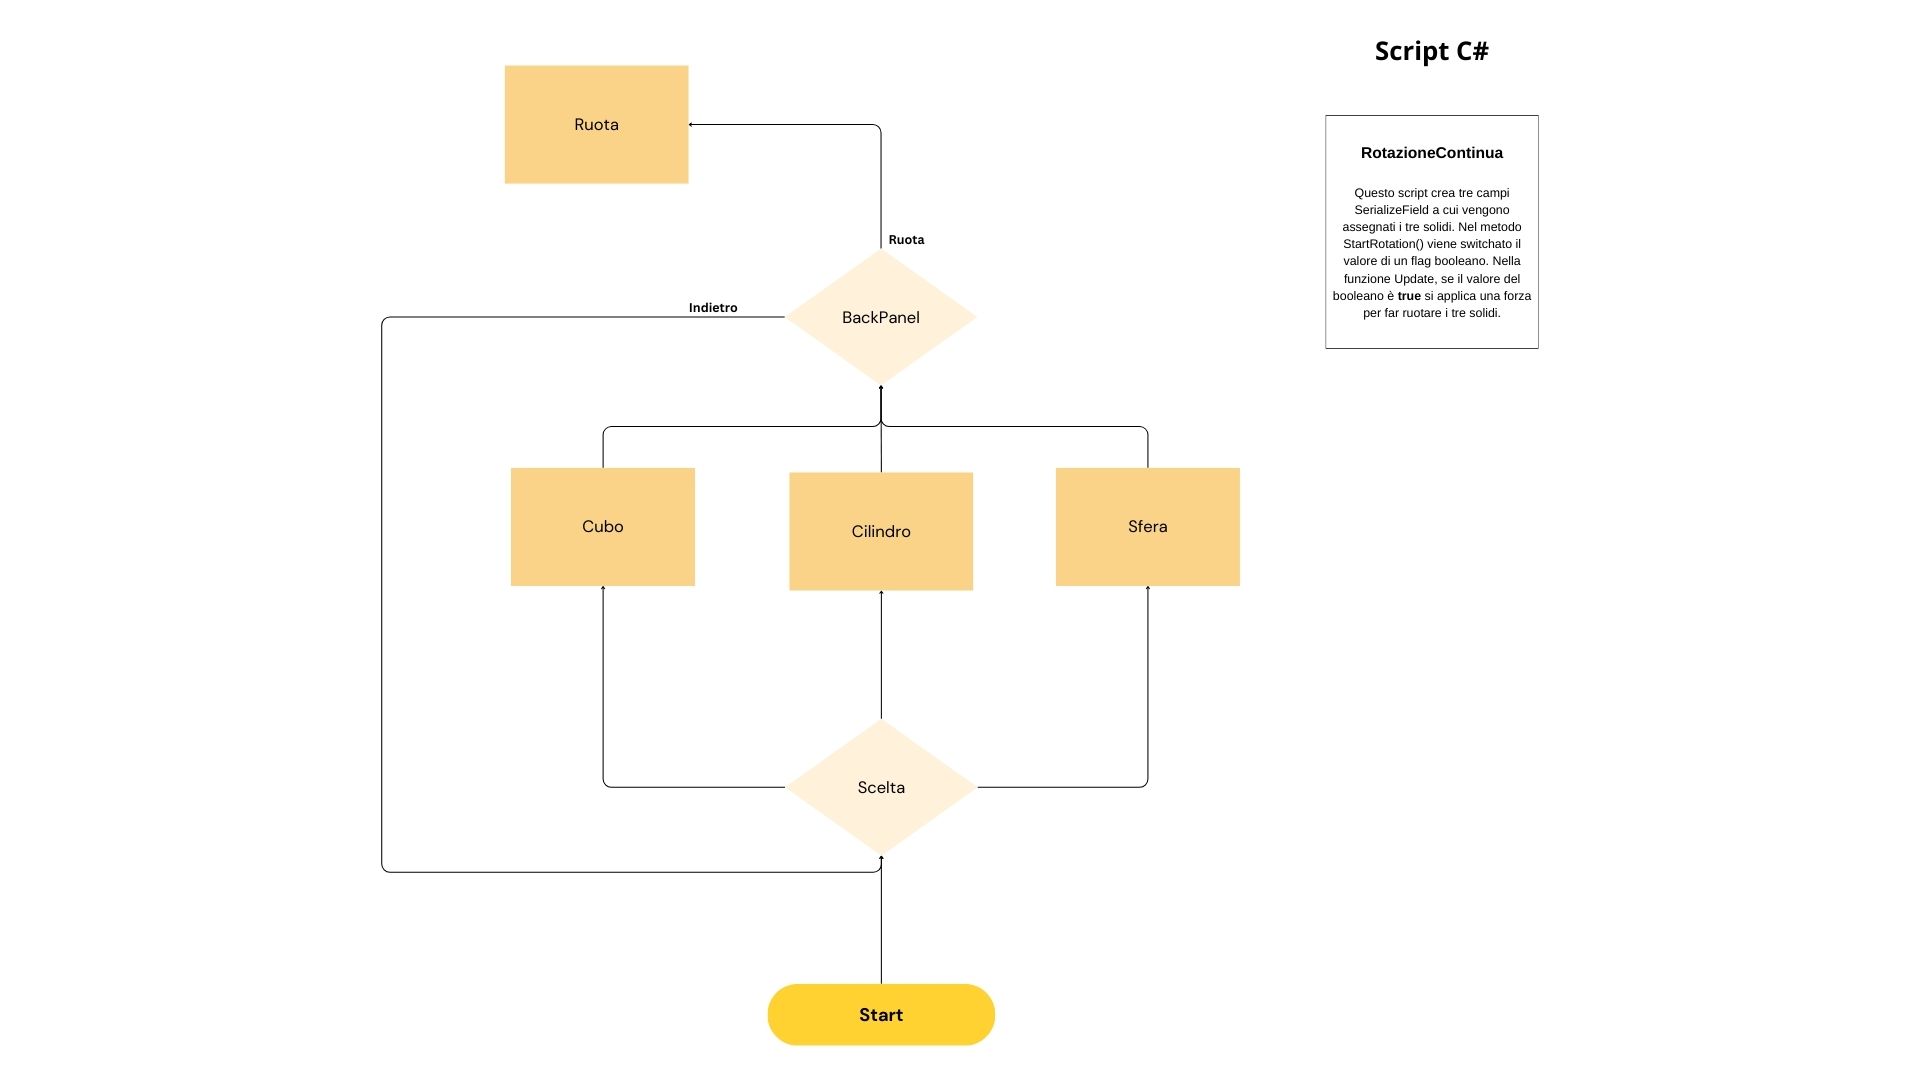 Script C#
Ruota
RotazioneContinua
Questo script crea tre campi
SerializeField a cui vengono
assegnati i tre solidi. Nel metodo
StartRotation() viene switchato il
valore di un flag booleano. Nella
funzione Update, se il valore del
booleano è true si applica una forza
per far ruotare i tre solidi.
Ruota
Indietro
BackPanel
Cubo
Cilindro
Sfera
Scelta
Start